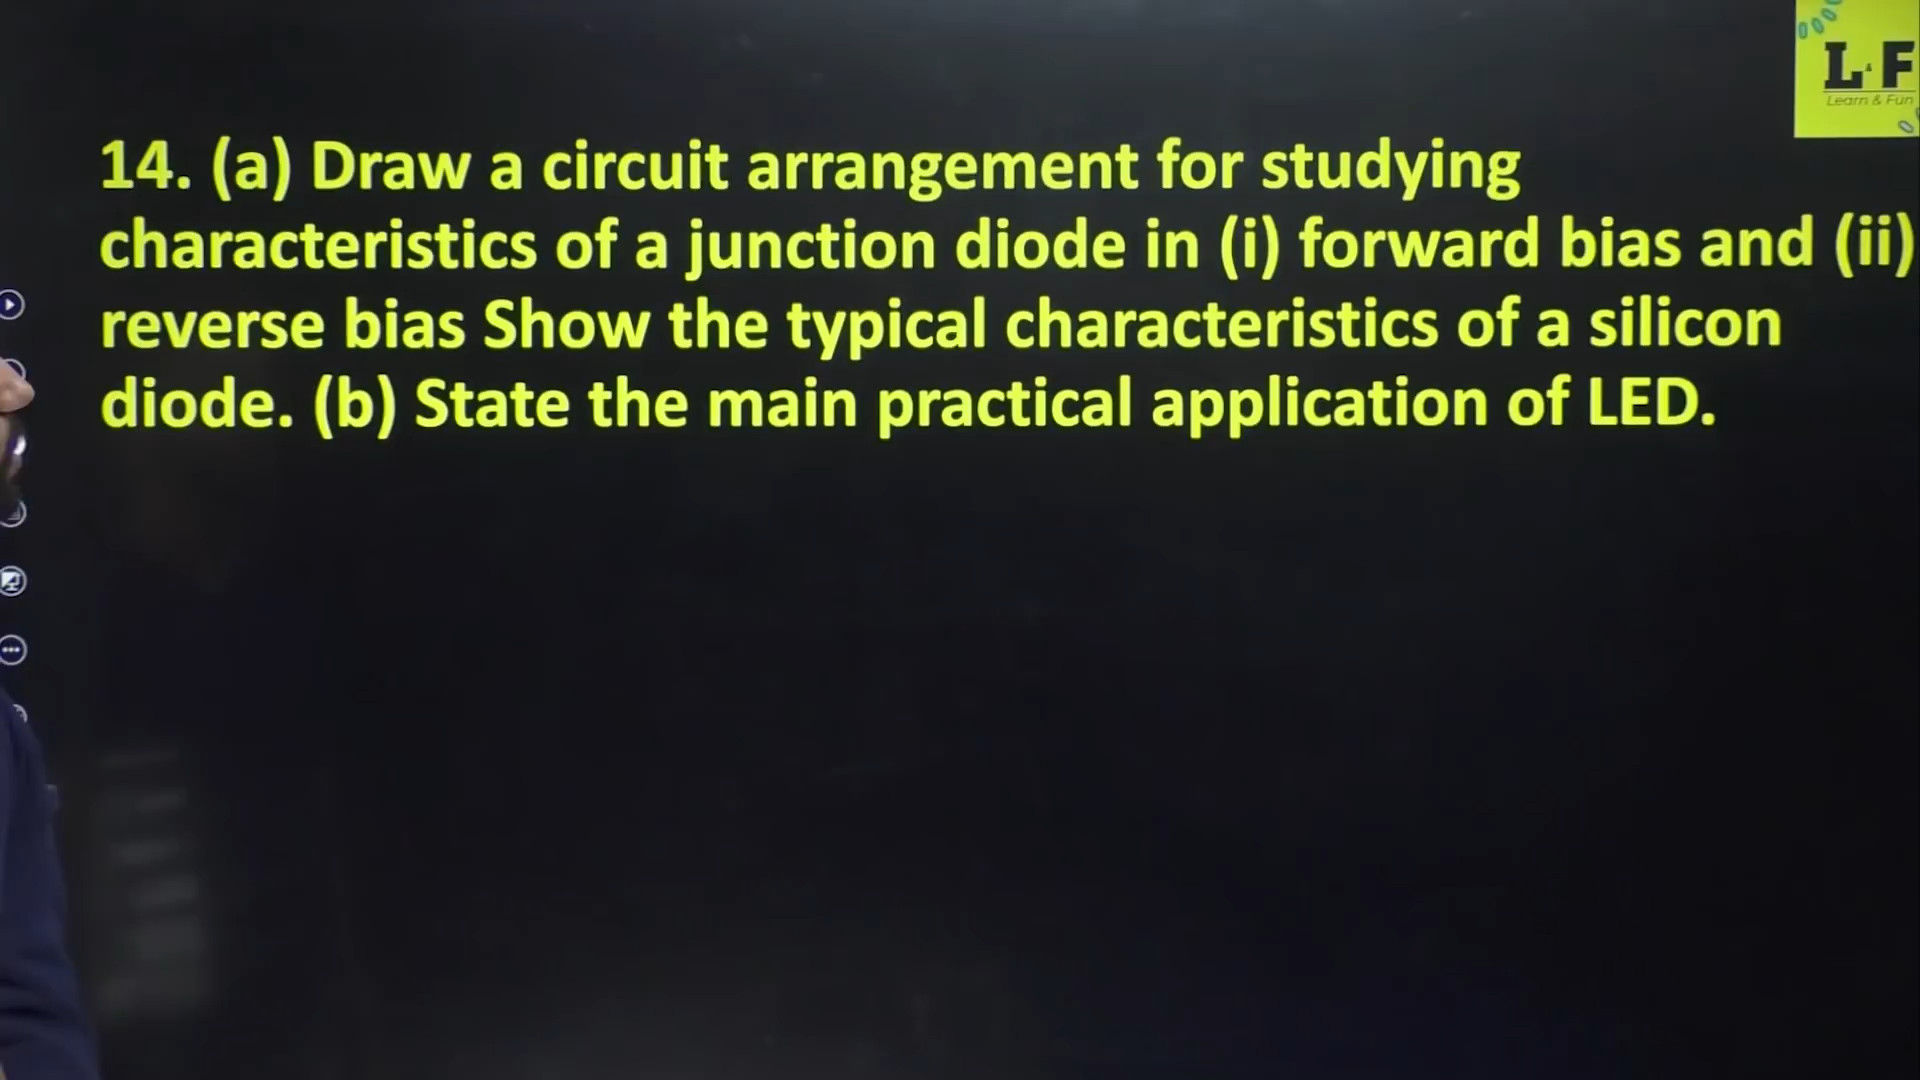 L&F
Learn & Fun
14. (a) Draw a circuit arrangement for studying
characteristics of a junction diode in (i) forward bias and (ii)
reverse bias Show the typical characteristics of a silicon
diode. (b) State the main practical application of LED.